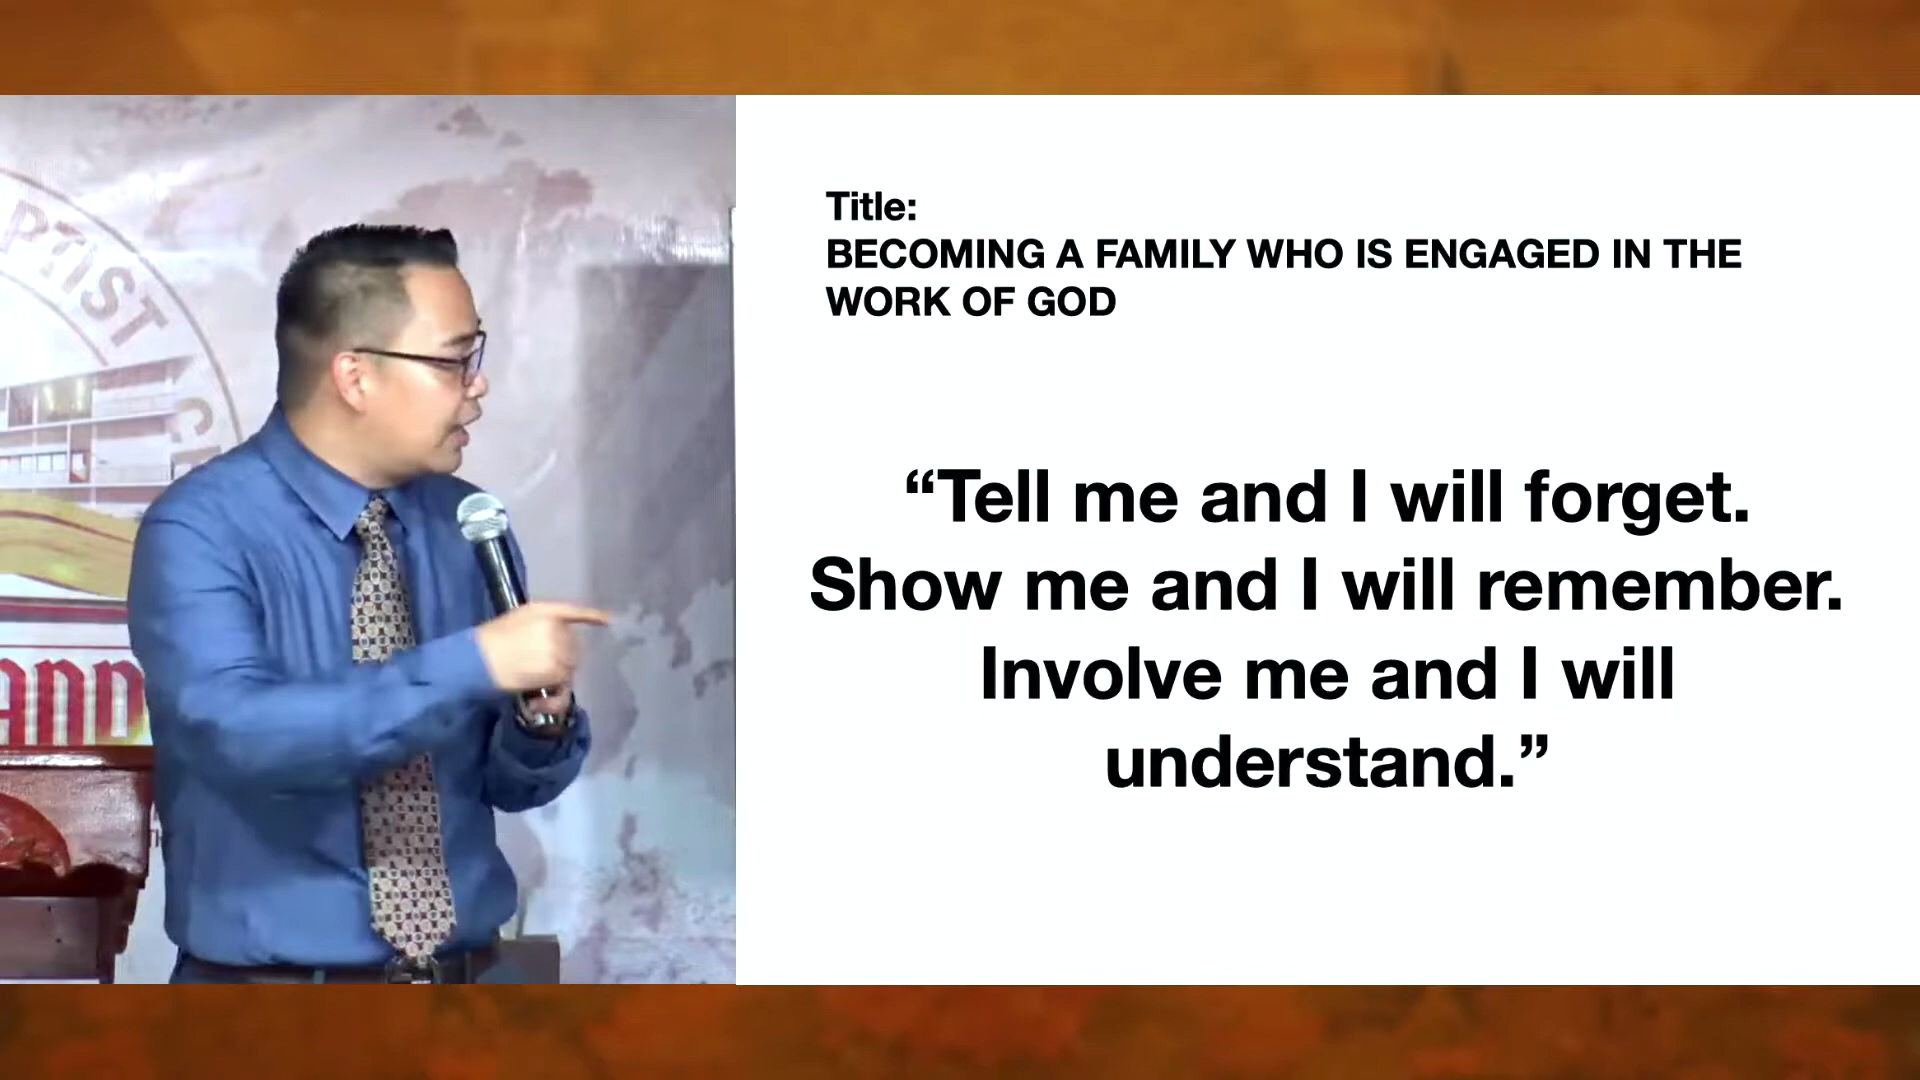 PTIST
Title:
BECOMING A FAMILY WHO IS ENGAGED IN THE
WORK OF GOD
“Tell me and I will forget.
Show me and I will remember.
Involve me and I will
understand.”